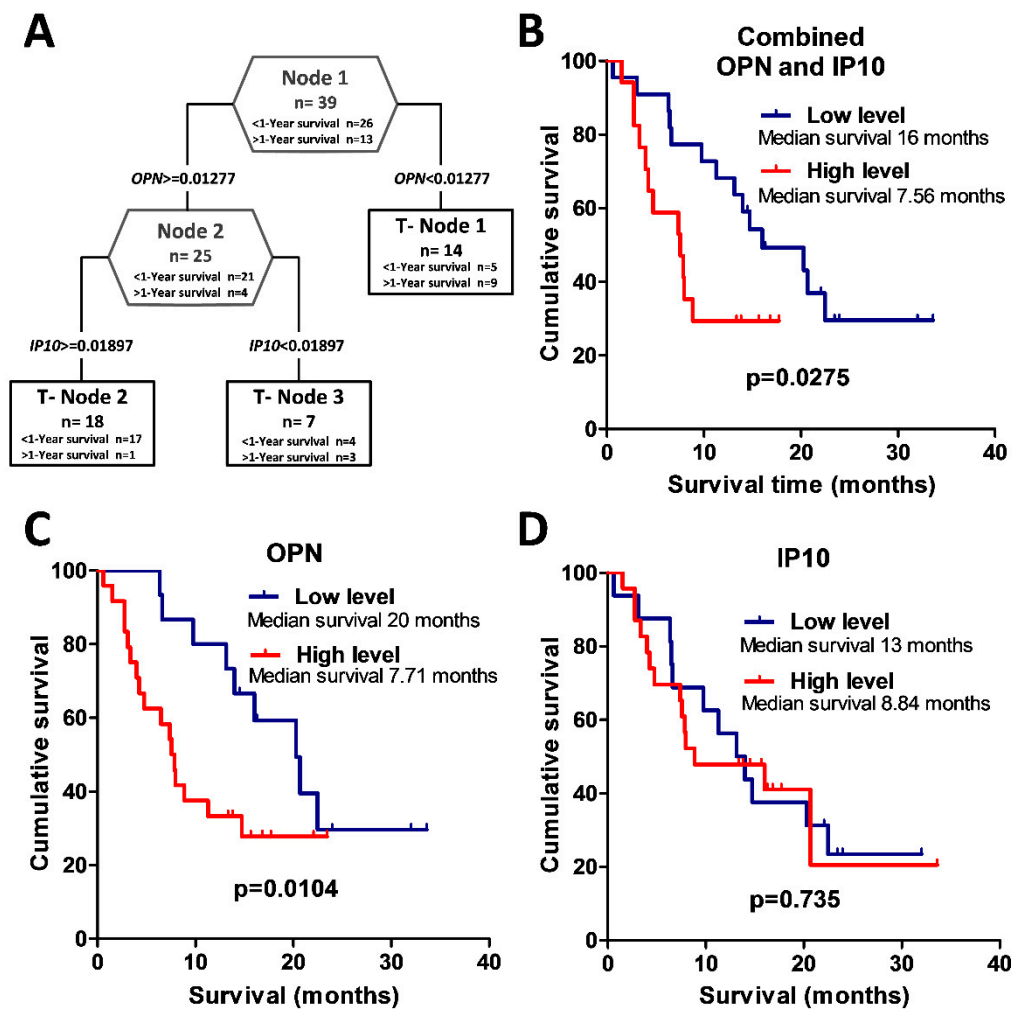 A
Node 1
n= 39
<1-Year survival n=26
>1-Year survival n=13
OPN>=0.01277
OPN<0.01277
Node 2
n= 25
<1-Year survival n=21
>1-Year survival n=4
T- Node 1
n= 14
<1-Year survival n=5
>1-Year survival n=9
IP10>=0.01897
IP10<0.01897
T- Node 2
n= 18
<1-Year survival n=17
>1-Year survival n=1
T- Node 3
n= 7
<1-Year survival n=4
>1-Year survival n=3
B
Combined
OPN and IP10
Low level
Median survival 16 months
High level
Median survival 7.56 months
p=0.0275
Cumulative survival
100
80
60
40
20
0
0 10 20 30 40
Survival time (months)
C
OPN
Low level
Median survival 20 months
High level
Median survival 7.71 months
p=0.0104
Cumulative survival
100
80
60
40
20
0
0 10 20 30 40
Survival (months)
D
IP10
Low level
Median survival 13 months
High level
Median survival 8.84 months
p=0.735
Cumulative survival
100
80
60
40
20
0
0 10 20 30 40
Survival (months)